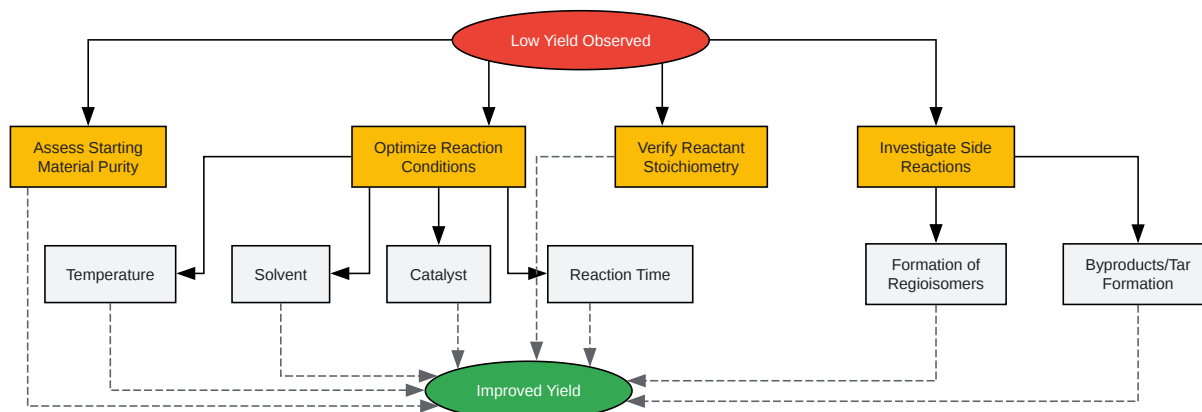 Low Yield Observed
Assess Starting
Material Purity
Optimize Reaction
Conditions
Verify Reactant
Stoichiometry
Investigate Side
Reactions
Temperature
Solvent
Catalyst
Reaction Time
Formation of
Regioisomers
Byproducts/Tar
Formation
Improved Yield